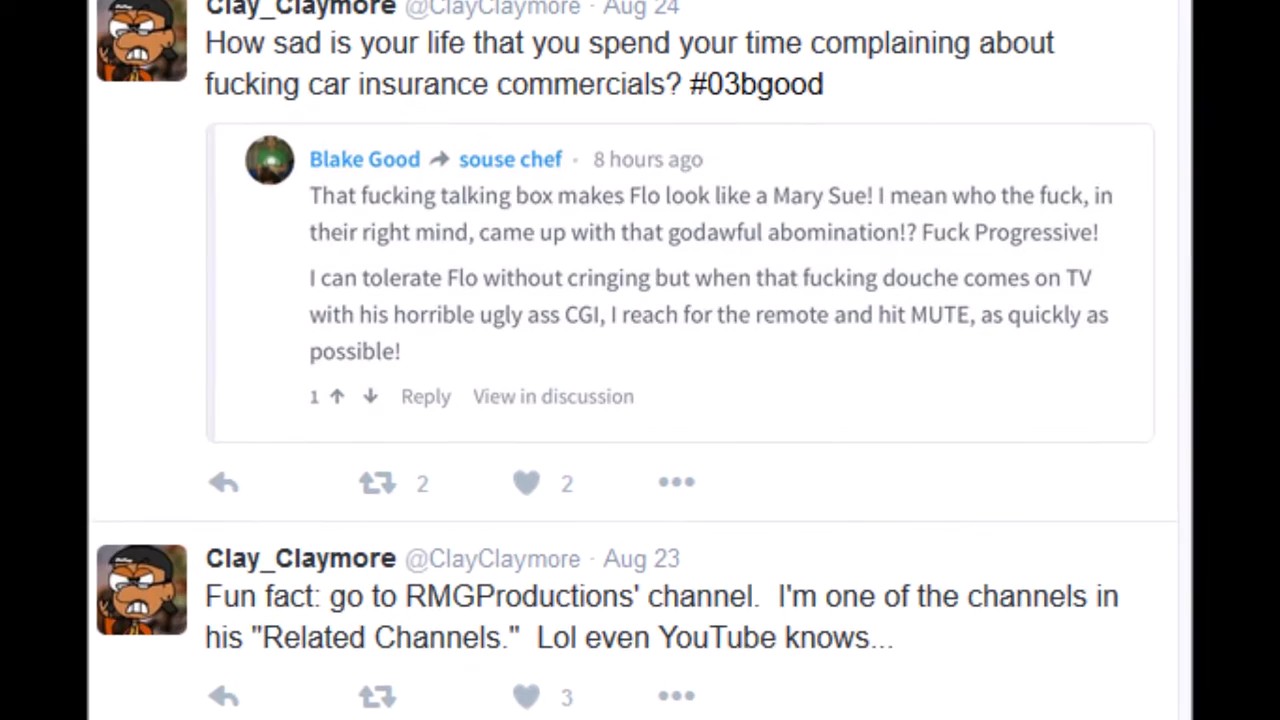 Clay_Claymore @ClayClaymore · Aug 24
How sad is your life that you spend your time complaining about
fucking car insurance commercials? #03bgood
Blake Good → souse chef · 8 hours ago
That fucking talking box makes Flo look like a Mary Sue! I mean who the fuck, in
their right mind, came up with that godawful abomination!? Fuck Progressive!
I can tolerate Flo without cringing but when that fucking douche comes on TV
with his horrible ugly ass CGI, I reach for the remote and hit MUTE, as quickly as
possible!
1 Reply View in discussion
2 2 •••
Clay_Claymore @ClayClaymore · Aug 23
Fun fact: go to RMGProductions' channel. I'm one of the channels in
his "Related Channels." Lol even YouTube knows...
3 •••